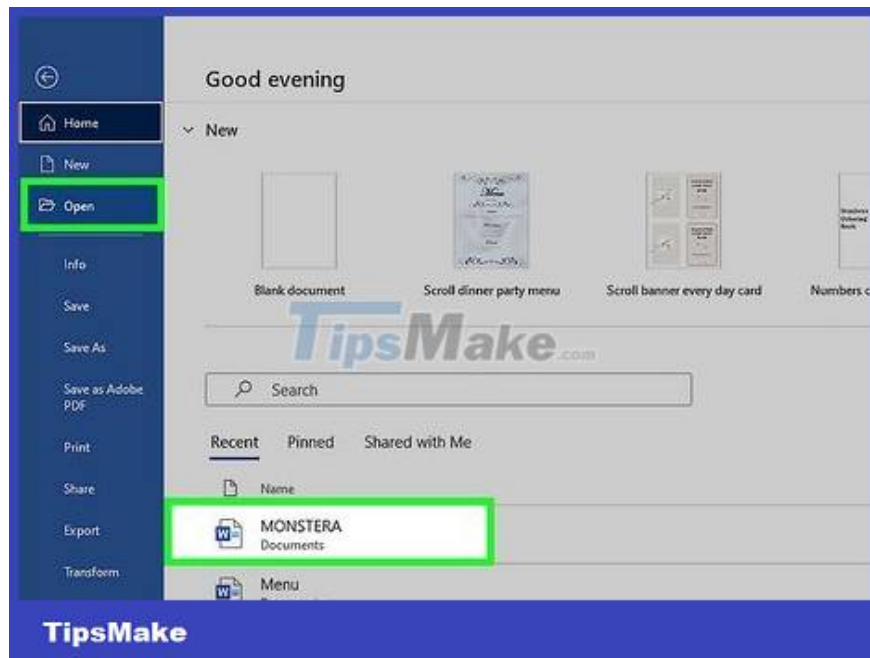 Good evening
Home
New
New
Open
Info
Blank document
Scroll dinner party menu
Scroll banner every day card
Numbers c
Save
TipsMake.com
Save As
Save as Adobe
PDF
Search
Print
Recent
Pinned
Shared with Me
Share
Name
Export
MONSTERA
Documents
Transform
Menu
TipsMake